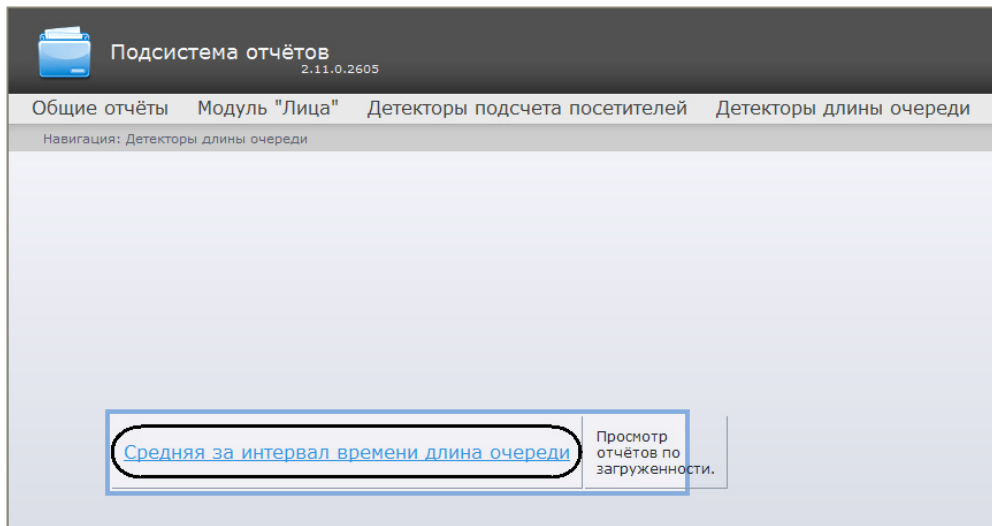 Подсистема отчётов
2.11.0.2605
Общие отчёты Модуль "Лица" Детекторы подсчета посетителей Детекторы длины очереди
Навигация: Детекторы длины очереди
Средняя за интервал времени длина очереди
Просмотр
отчётов по
загруженности.